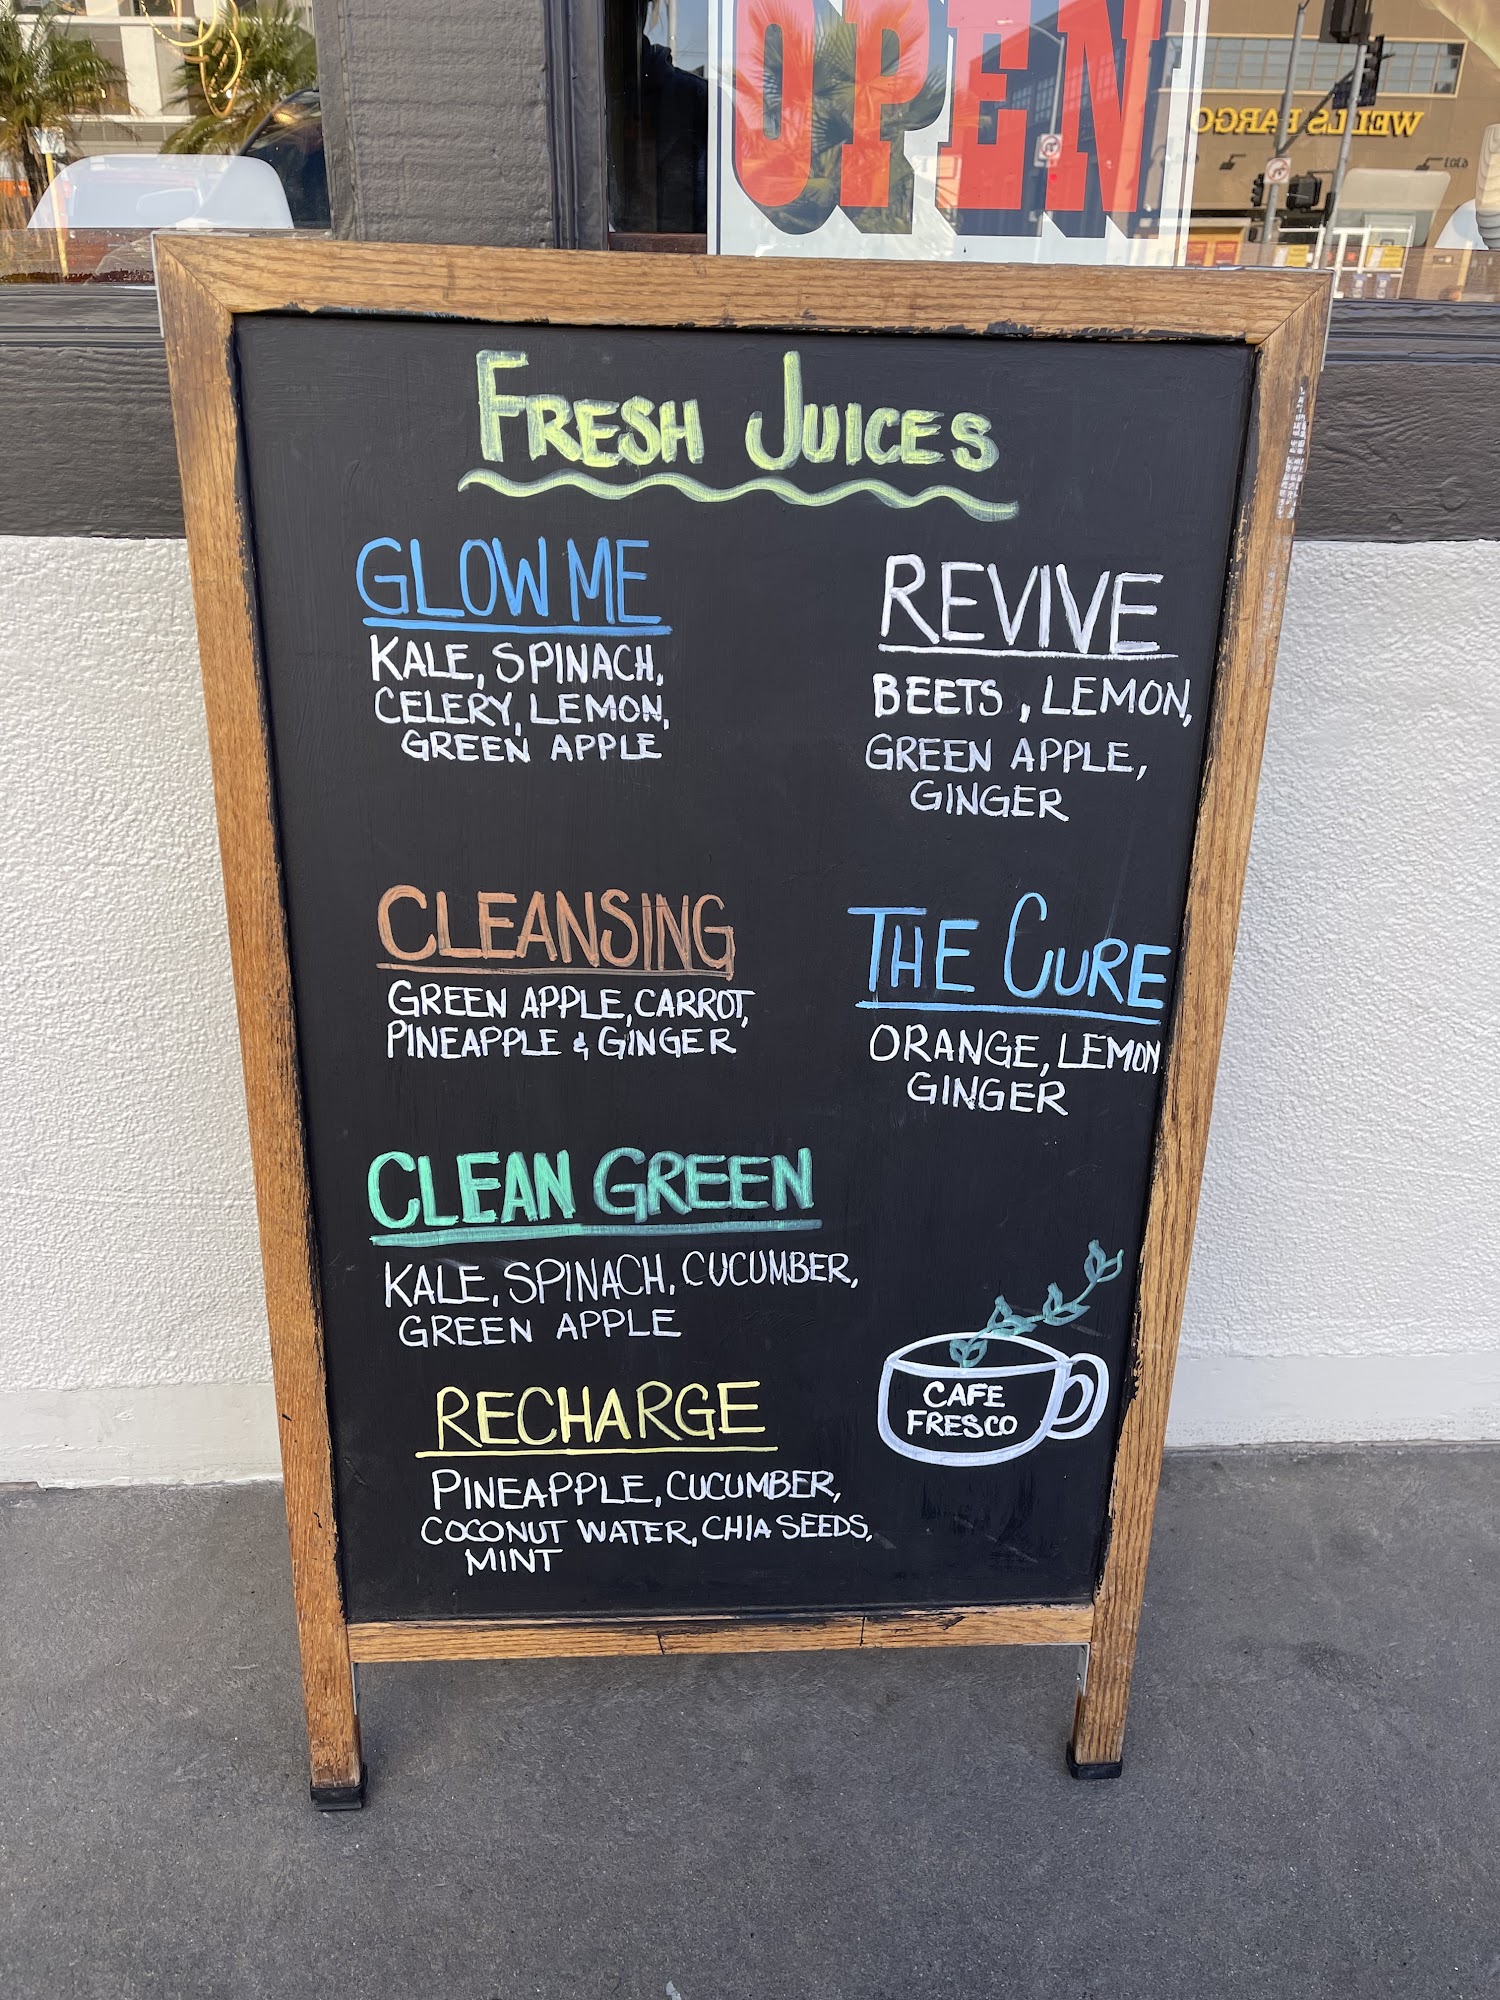 OPEN
WELLS FARGO
FRESH JUICES
GLOW ME
KALE, SPINACH,
CELERY, LEMON,
GREEN APPLE
REVIVE
BEETS, LEMON,
GREEN APPLE,
GINGER
CLEANSING
GREEN APPLE, CARROT,
PINEAPPLE & GINGER
THE CURE
ORANGE, LEMON
GINGER
CLEAN GREEN
KALE, SPINACH, CUCUMBER,
GREEN APPLE
RECHARGE
PINEAPPLE, CUCUMBER,
COCONUT WATER, CHIA SEEDS,
MINT
CAFE
FRESCO